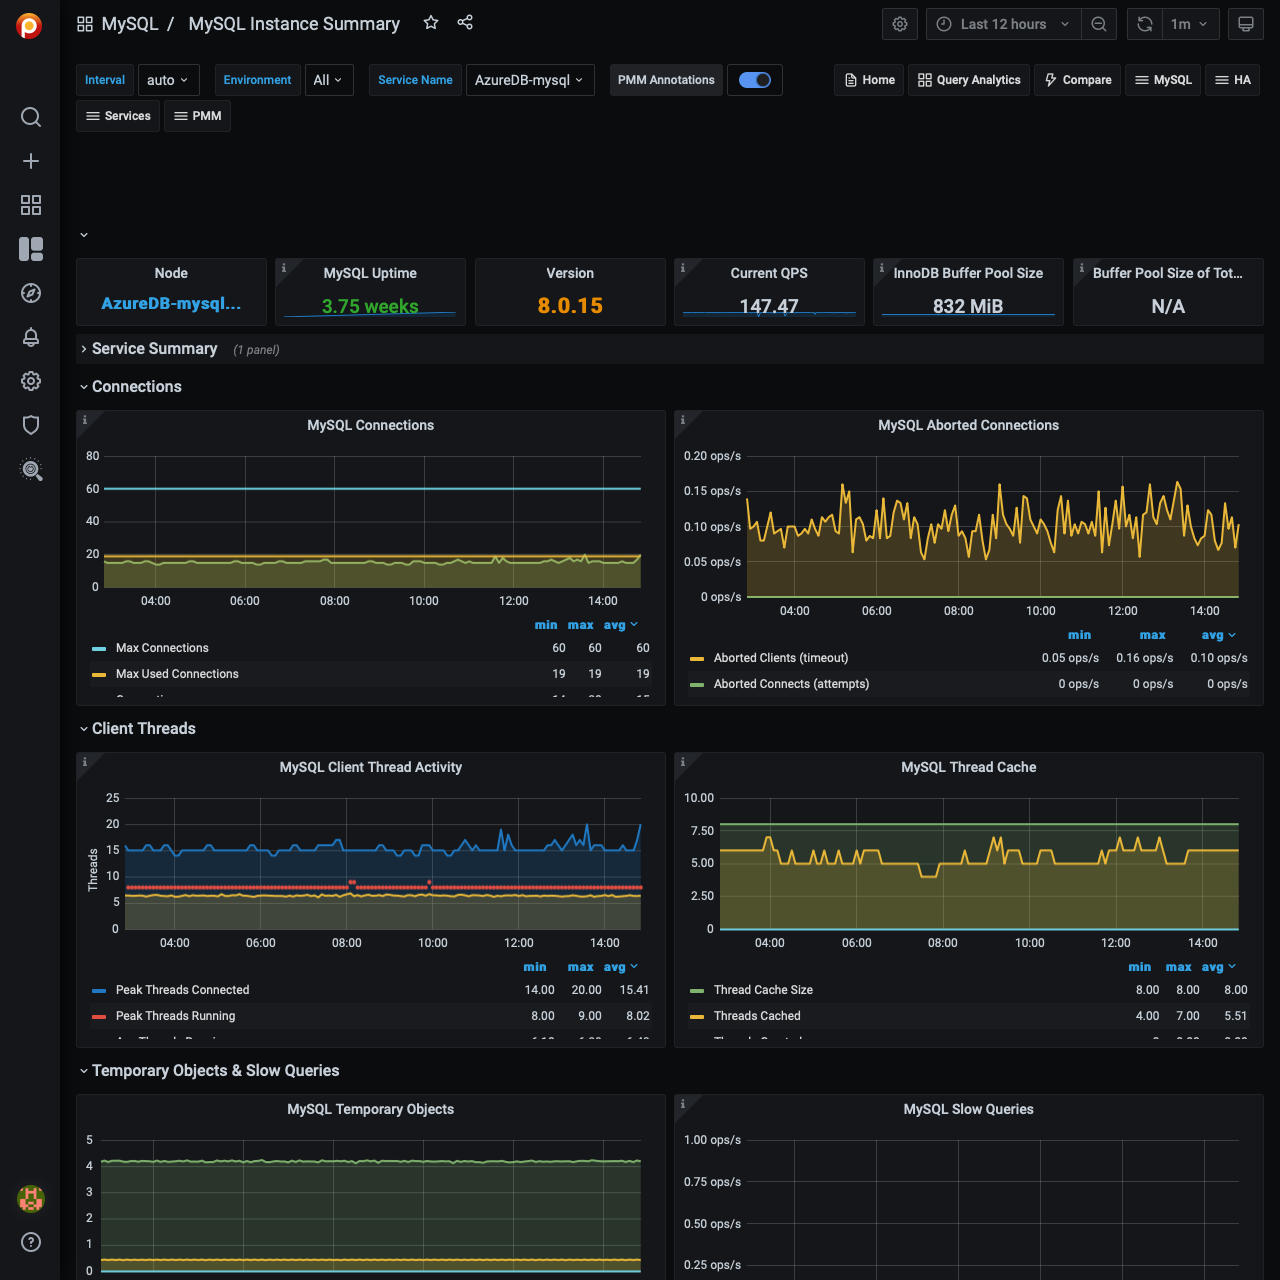 MySQL / MySQL Instance Summary
Last 12 hours
1m
Interval auto Environment All Service Name AzureDB-mysql PMM Annotations
Home Query Analytics Compare MySQL HA
Services PMM
Node
AzureDB-mysql...
MySQL Uptime
3.75 weeks
Version
8.0.15
Current QPS
147.47
InnoDB Buffer Pool Size
832 MiB
Buffer Pool Size of Tot...
N/A
Service Summary (1 panel)
Connections
MySQL Connections
80
60
40
20
0
04:00 06:00 08:00 10:00 12:00 14:00
min max avg
Max Connections 60 60 60
Max Used Connections 19 19 19
MySQL Aborted Connections
0.20 ops/s
0.15 ops/s
0.10 ops/s
0.05 ops/s
0 ops/s
04:00 06:00 08:00 10:00 12:00 14:00
min max avg
Aborted Clients (timeout) 0.05 ops/s 0.16 ops/s 0.10 ops/s
Aborted Connects (attempts) 0 ops/s 0 ops/s 0 ops/s
Client Threads
MySQL Client Thread Activity
Threads
25
20
15
10
5
0
04:00 06:00 08:00 10:00 12:00 14:00
min max avg
Peak Threads Connected 14.00 20.00 15.41
Peak Threads Running 8.00 9.00 8.02
MySQL Thread Cache
10.00
7.50
5.00
2.50
0
04:00 06:00 08:00 10:00 12:00 14:00
min max avg
Thread Cache Size 8.00 8.00 8.00
Threads Cached 4.00 7.00 5.51
Temporary Objects & Slow Queries
MySQL Temporary Objects
5
4
3
2
1
0
MySQL Slow Queries
1.00 ops/s
0.75 ops/s
0.50 ops/s
0.25 ops/s